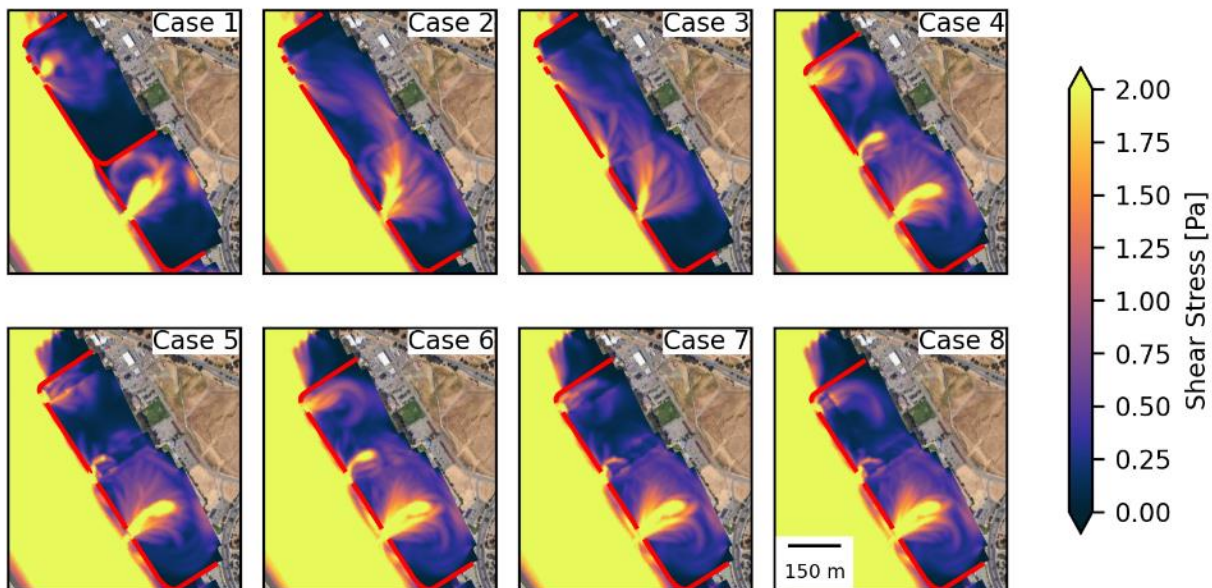 Case 1
Case 2
Case 3
Case 4
2.00
1.75
1.50
1.25
1.00
0.75
0.50
0.25
0.00
Shear Stress [Pa]
Case 5
Case 6
Case 7
Case 8
150 m